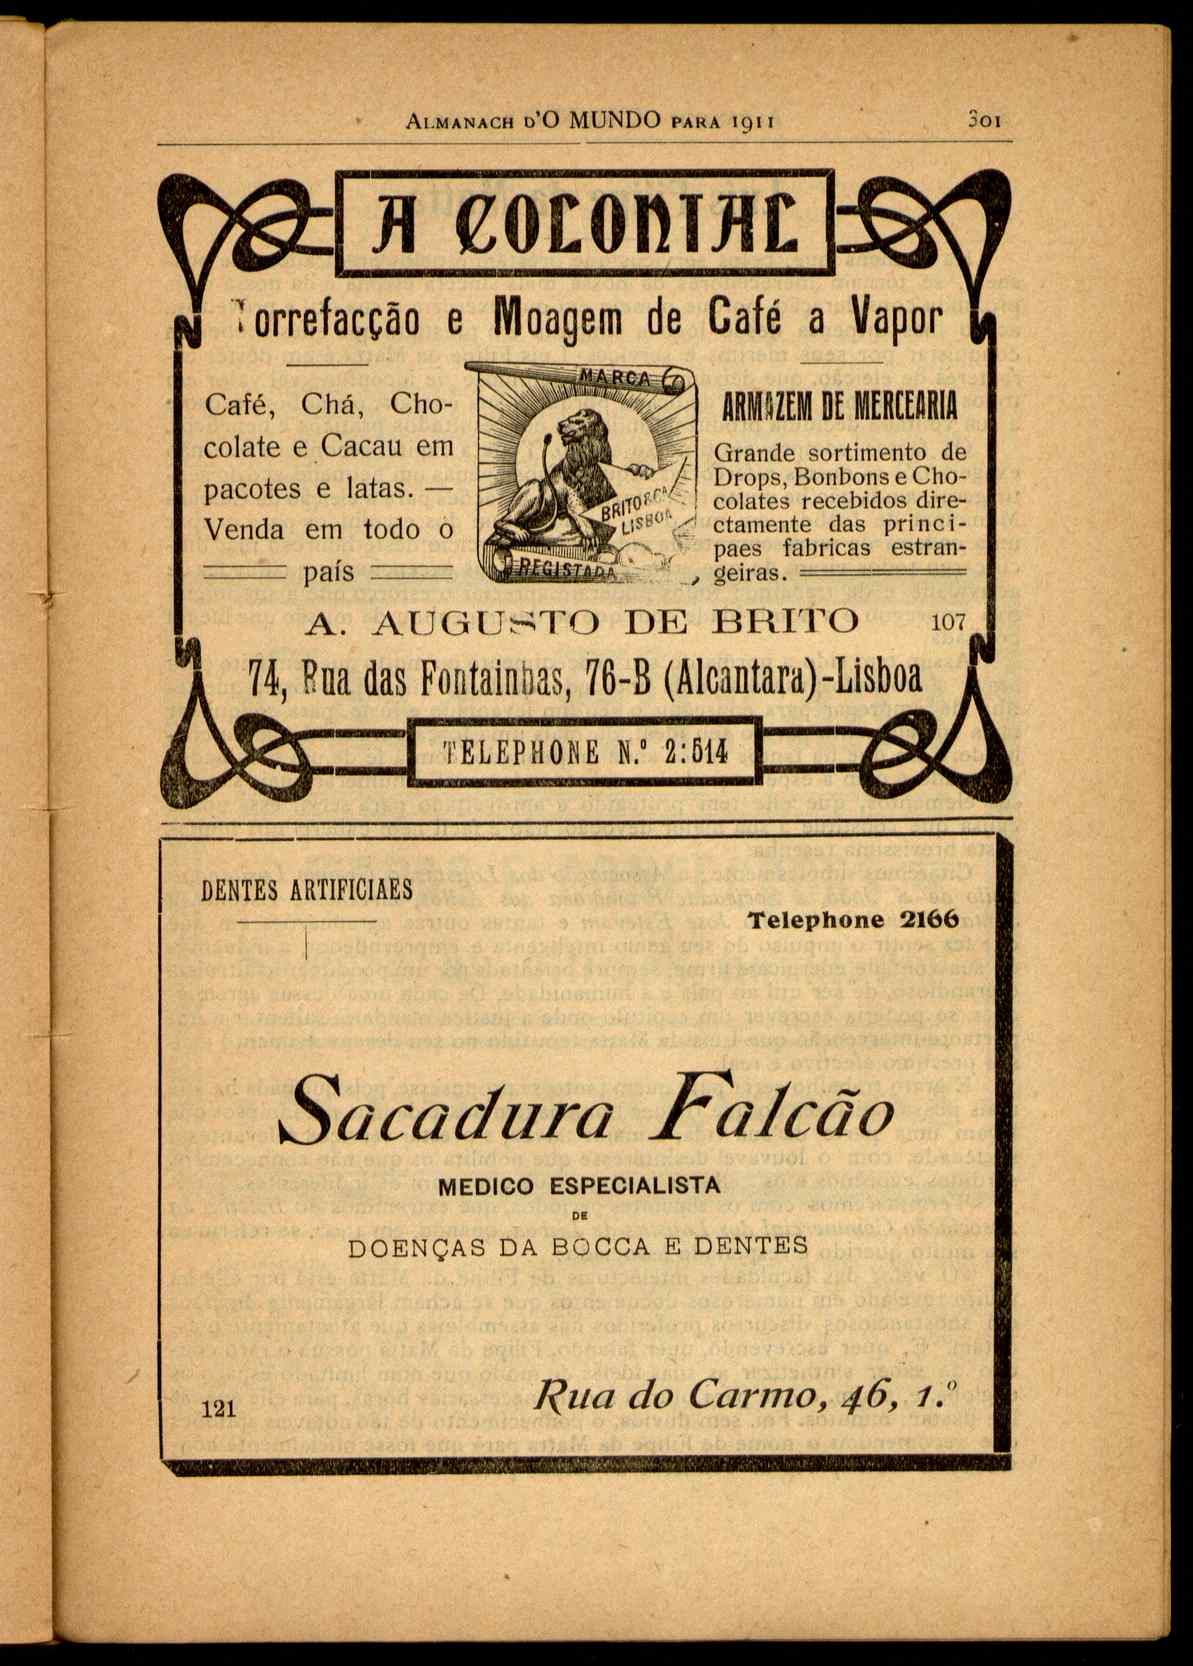 ALMANACH D'O MUNDO PARA 1911
301
A COLONIAL
Torrefacção e Moagem de Café a Vapor
Café, Chá, Cho-
colate e Cacau em
pacotes e latas. —
Venda em todo o
país
MARCA
BRITO & CA
LISBOA
REGISTADA
ARMAZEM DE MERCEARIA
Grande sortimento de
Drops, Bonbons e Cho-
colates recebidos dire-
ctamente das princi-
paes fabricas estran-
geiras.
A. AUGUSTO DE BRITO
107
74, Rua das Fontainhas, 76-B (Alcantara)-Lisboa
TELEPHONE N.º 2:514
DENTES ARTIFICIAES
Telephone 2166
Sacadura Falcão
MEDICO ESPECIALISTA
DE
DOENÇAS DA BOCCA E DENTES
121
Rua do Carmo, 46, 1.º